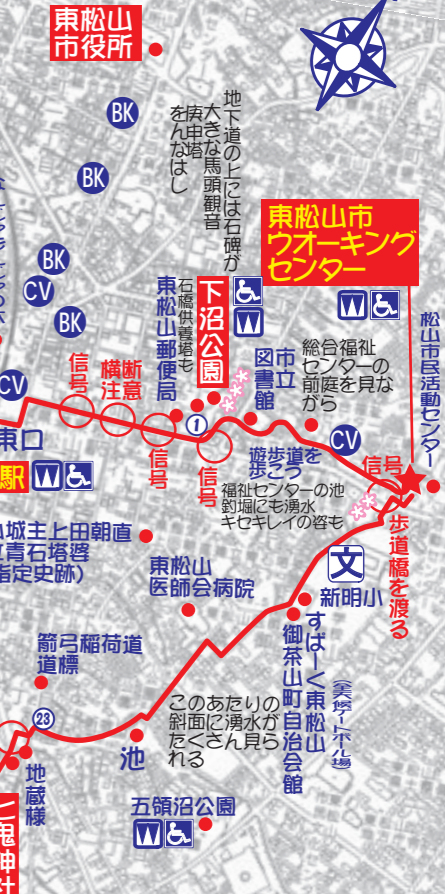 東松山
市役所
BK
BK
BK
CV
BK
CV
地下道の上には石碑が
大きな馬頭観音
庚申塔
をんなはし
石橋供養塔も
東松山郵便局
下沼公園
市立
図書館
東松山市
ウオーキング
センター
総合福祉
センターの
前庭を見な
がら
松山市民活動センター
信号
横断
注意
信号
①
信号
遊歩道を
歩こう
CV
信号
福祉センターの池
釣堀にも湧水
キセキレイの姿も
歩道橋を渡る
東口
駅
城主上田朝直
青石塔婆
指定史跡)
東松山
医師会病院
文
新明小
すぱーく東松山
御茶山町自治会館
箭弓稲荷道
道標
㉓
このあたりの
斜面に湧水が
たくさん見ら
れる
池
地蔵様
五領沼公園
鬼神社